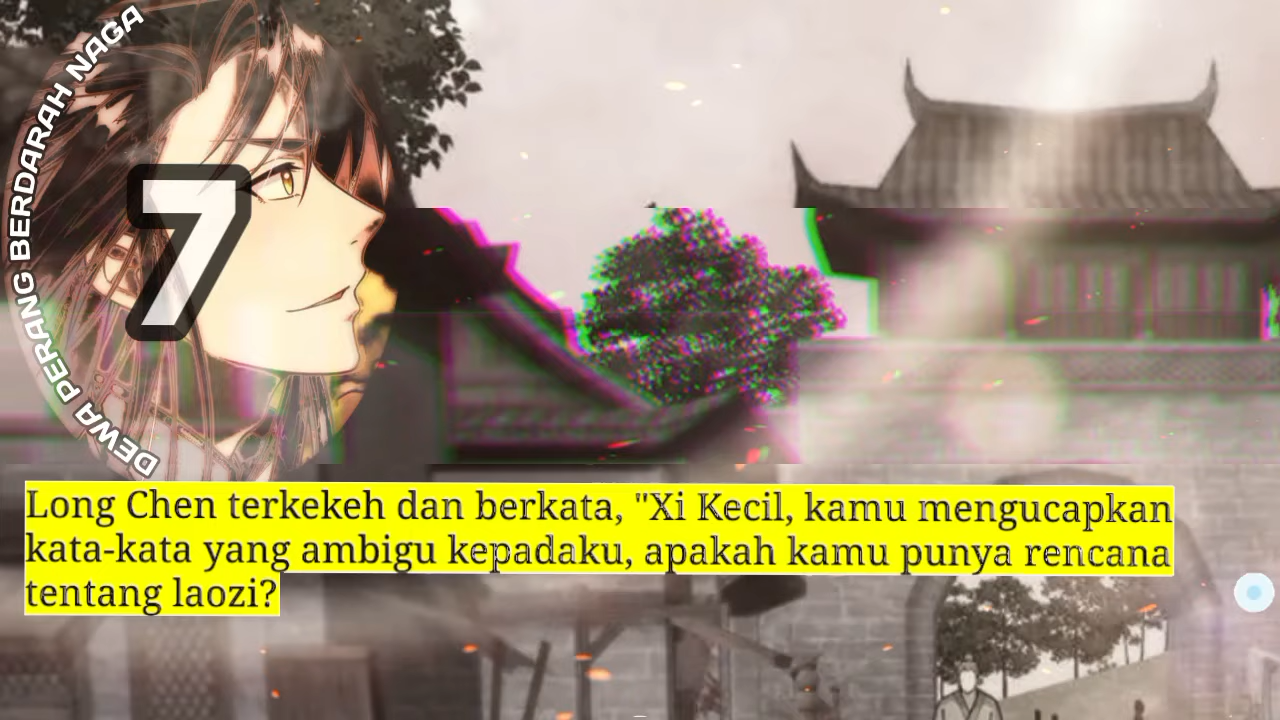 DEWA PERANG BERDARAH NAGA
7
Long Chen terkekeh dan berkata, "Xi Kecil, kamu mengucapkan
kata-kata yang ambigu kepadaku, apakah kamu punya rencana
tentang laozi?